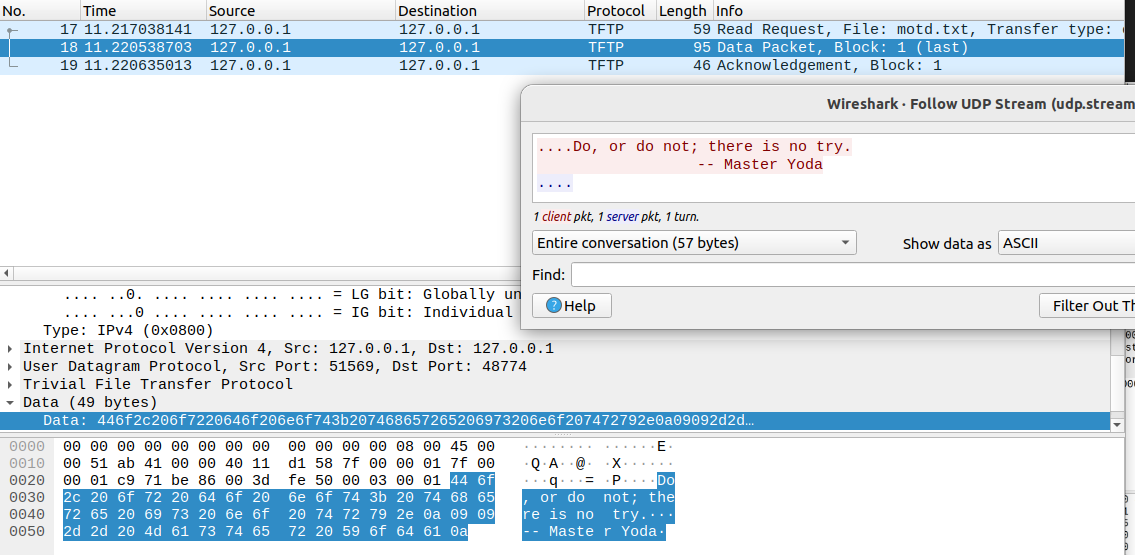 No. Time Source Destination Protocol Length Info
17 11.217038141 127.0.0.1 127.0.0.1 TFTP 59 Read Request, File: motd.txt, Transfer type:
18 11.220538703 127.0.0.1 127.0.0.1 TFTP 95 Data Packet, Block: 1 (last)
19 11.220635013 127.0.0.1 127.0.0.1 TFTP 46 Acknowledgement, Block: 1
Wireshark · Follow UDP Stream (udp.stream
....Do, or do not; there is no try.
-- Master Yoda
....
1 client pkt, 1 server pkt, 1 turn.
Entire conversation (57 bytes) Show data as ASCII
Find:
Help Filter Out Th
.... ..0. .... .... .... .... = LG bit: Globally un
.... ...0 .... .... .... .... = IG bit: Individual
Type: IPv4 (0x0800)
Internet Protocol Version 4, Src: 127.0.0.1, Dst: 127.0.0.1
User Datagram Protocol, Src Port: 51569, Dst Port: 48774
Trivial File Transfer Protocol
Data (49 bytes)
Data: 446f2c206f7220646f206e6f743b207468657265206973206e6f207472792e0a09092d2d…
0000 00 00 00 00 00 00 00 00 00 00 00 00 08 00 45 00 ········ ······E·
0010 00 51 ab 41 00 00 40 11 d1 58 7f 00 00 01 7f 00 ·Q·A··@· ·X······
0020 00 01 c9 71 be 86 00 3d fe 50 00 03 00 01 44 6f ···q···= ·P····Do
0030 2c 20 6f 72 20 64 6f 20 6e 6f 74 3b 20 74 68 65 , or do not; the
0040 72 65 20 69 73 20 6e 6f 20 74 72 79 2e 0a 09 09 re is no try.···
0050 2d 2d 20 4d 61 73 74 65 72 20 59 6f 64 61 0a -- Maste r Yoda·